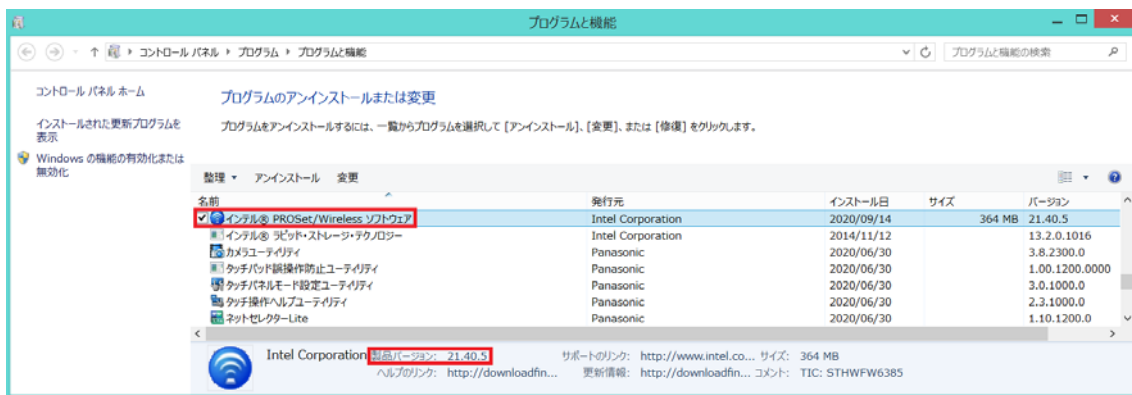 プログラムと機能
コントロール パネル ▸ プログラム ▸ プログラムと機能
プログラムと機能の検索
コントロール パネル ホーム
インストールされた更新プログラムを
表示
Windows の機能の有効化または
無効化
プログラムのアンインストールまたは変更
プログラムをアンインストールするには、一覧からプログラムを選択して [アンインストール]、[変更]、または [修復] をクリックします。
整理 アンインストール 変更
名前 発行元 インストール日 サイズ バージョン
インテル® PROSet/Wireless ソフトウェア Intel Corporation 2020/09/14 364 MB 21.40.5
インテル® ラピッド・ストレージ・テクノロジー Intel Corporation 2014/11/12 13.2.0.1016
カメラユーティリティ Panasonic 2020/06/30 3.8.2300.0
タッチパッド誤操作防止ユーティリティ Panasonic 2020/06/30 1.00.1200.0000
タッチパネルモード設定ユーティリティ Panasonic 2020/06/30 3.0.1000.0
タッチ操作ヘルプユーティリティ Panasonic 2020/06/30 2.3.1000.0
ネットセレクターLite Panasonic 2020/06/30 1.10.1200.0
Intel Corporation 製品バージョン: 21.40.5 サポートのリンク: http://www.intel.co... サイズ: 364 MB
ヘルプのリンク: http://downloadfin... 更新情報: http://downloadfin... コメント: TIC: STHWFW6385